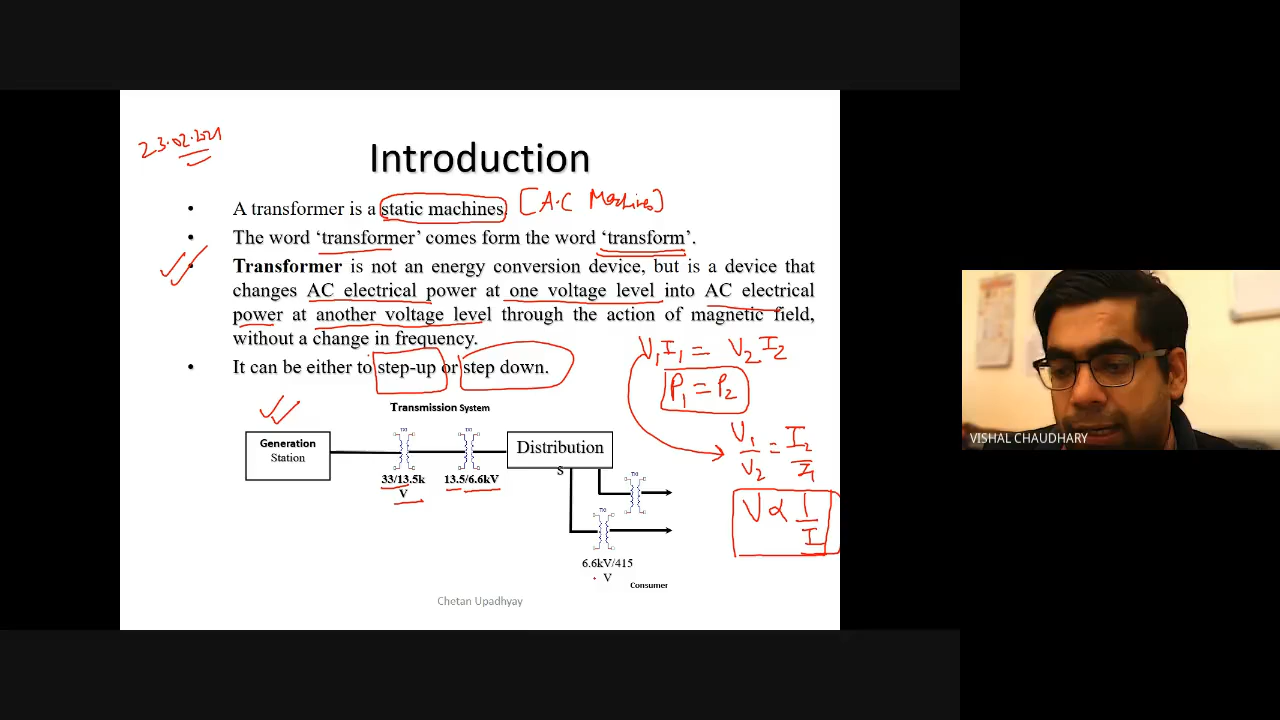 23.02.2021
Introduction
• A transformer is a static machines. [A.C Machines]
• The word ‘transformer’ comes form the word ‘transform’.
• Transformer is not an energy conversion device, but is a device that
changes AC electrical power at one voltage level into AC electrical
power at another voltage level through the action of magnetic field,
without a change in frequency.
V₁I₁ = V₂I₂
• It can be either to step-up or step down.
P₁ = P₂
Transmission System
Generation
Station
33/13.5k
V
13.5/6.6kV
Distribution
s
V₁/V₂ = I₂/I₁
V ∝ 1/I
6.6kV/415
V
Consumer
Chetan Upadhyay
VISHAL CHAUDHARY